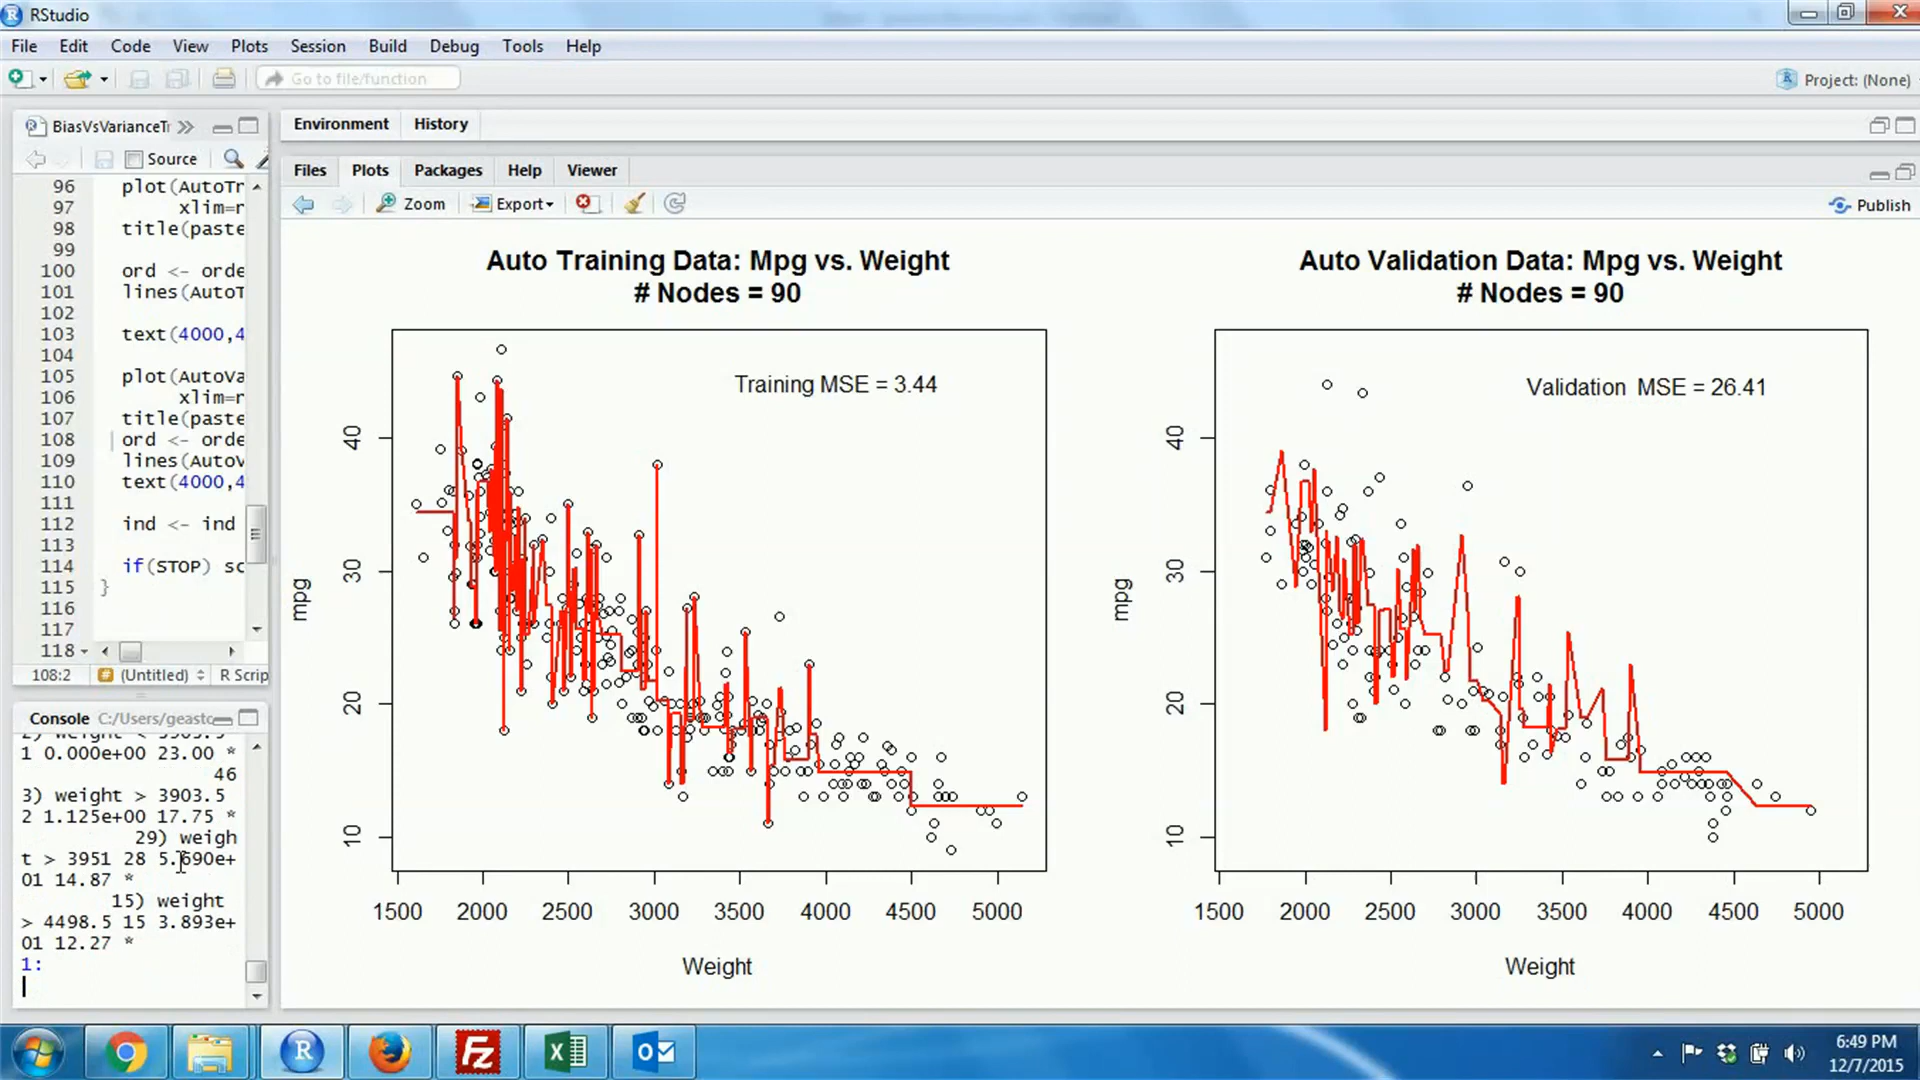 RStudio
File Edit Code View Plots Session Build Debug Tools Help
Go to file/function
Project: (None)
BiasVsVarianceTr
Source
96 plot(AutoTr
97 xlim=r
98 title(paste
99
100 ord <- orde
101 lines(AutoT
102
103 text(4000,4
104
105 plot(AutoVa
106 xlim=r
107 title(paste
108 ord <- orde
109 lines(AutoV
110 text(4000,4
111
112 ind <- ind
113
114 if(STOP) sc
115 }
116
117
118
108:2 (Untitled) R Scrip
Console C:/Users/geasto
1 0.000e+00 23.00 *
46
3) weight > 3903.5
2 1.125e+00 17.75 *
29) weigh
t > 3951 28 5.690e+
01 14.87 *
15) weight
> 4498.5 15 3.893e+
01 12.27 *
1:
Environment History
Files Plots Packages Help Viewer
Zoom Export Publish
Auto Training Data: Mpg vs. Weight
# Nodes = 90
Training MSE = 3.44
mpg
40
30
20
10
1500 2000 2500 3000 3500 4000 4500 5000
Weight
Auto Validation Data: Mpg vs. Weight
# Nodes = 90
Validation MSE = 26.41
mpg
40
30
20
10
1500 2000 2500 3000 3500 4000 4500 5000
Weight
6:49 PM
12/7/2015